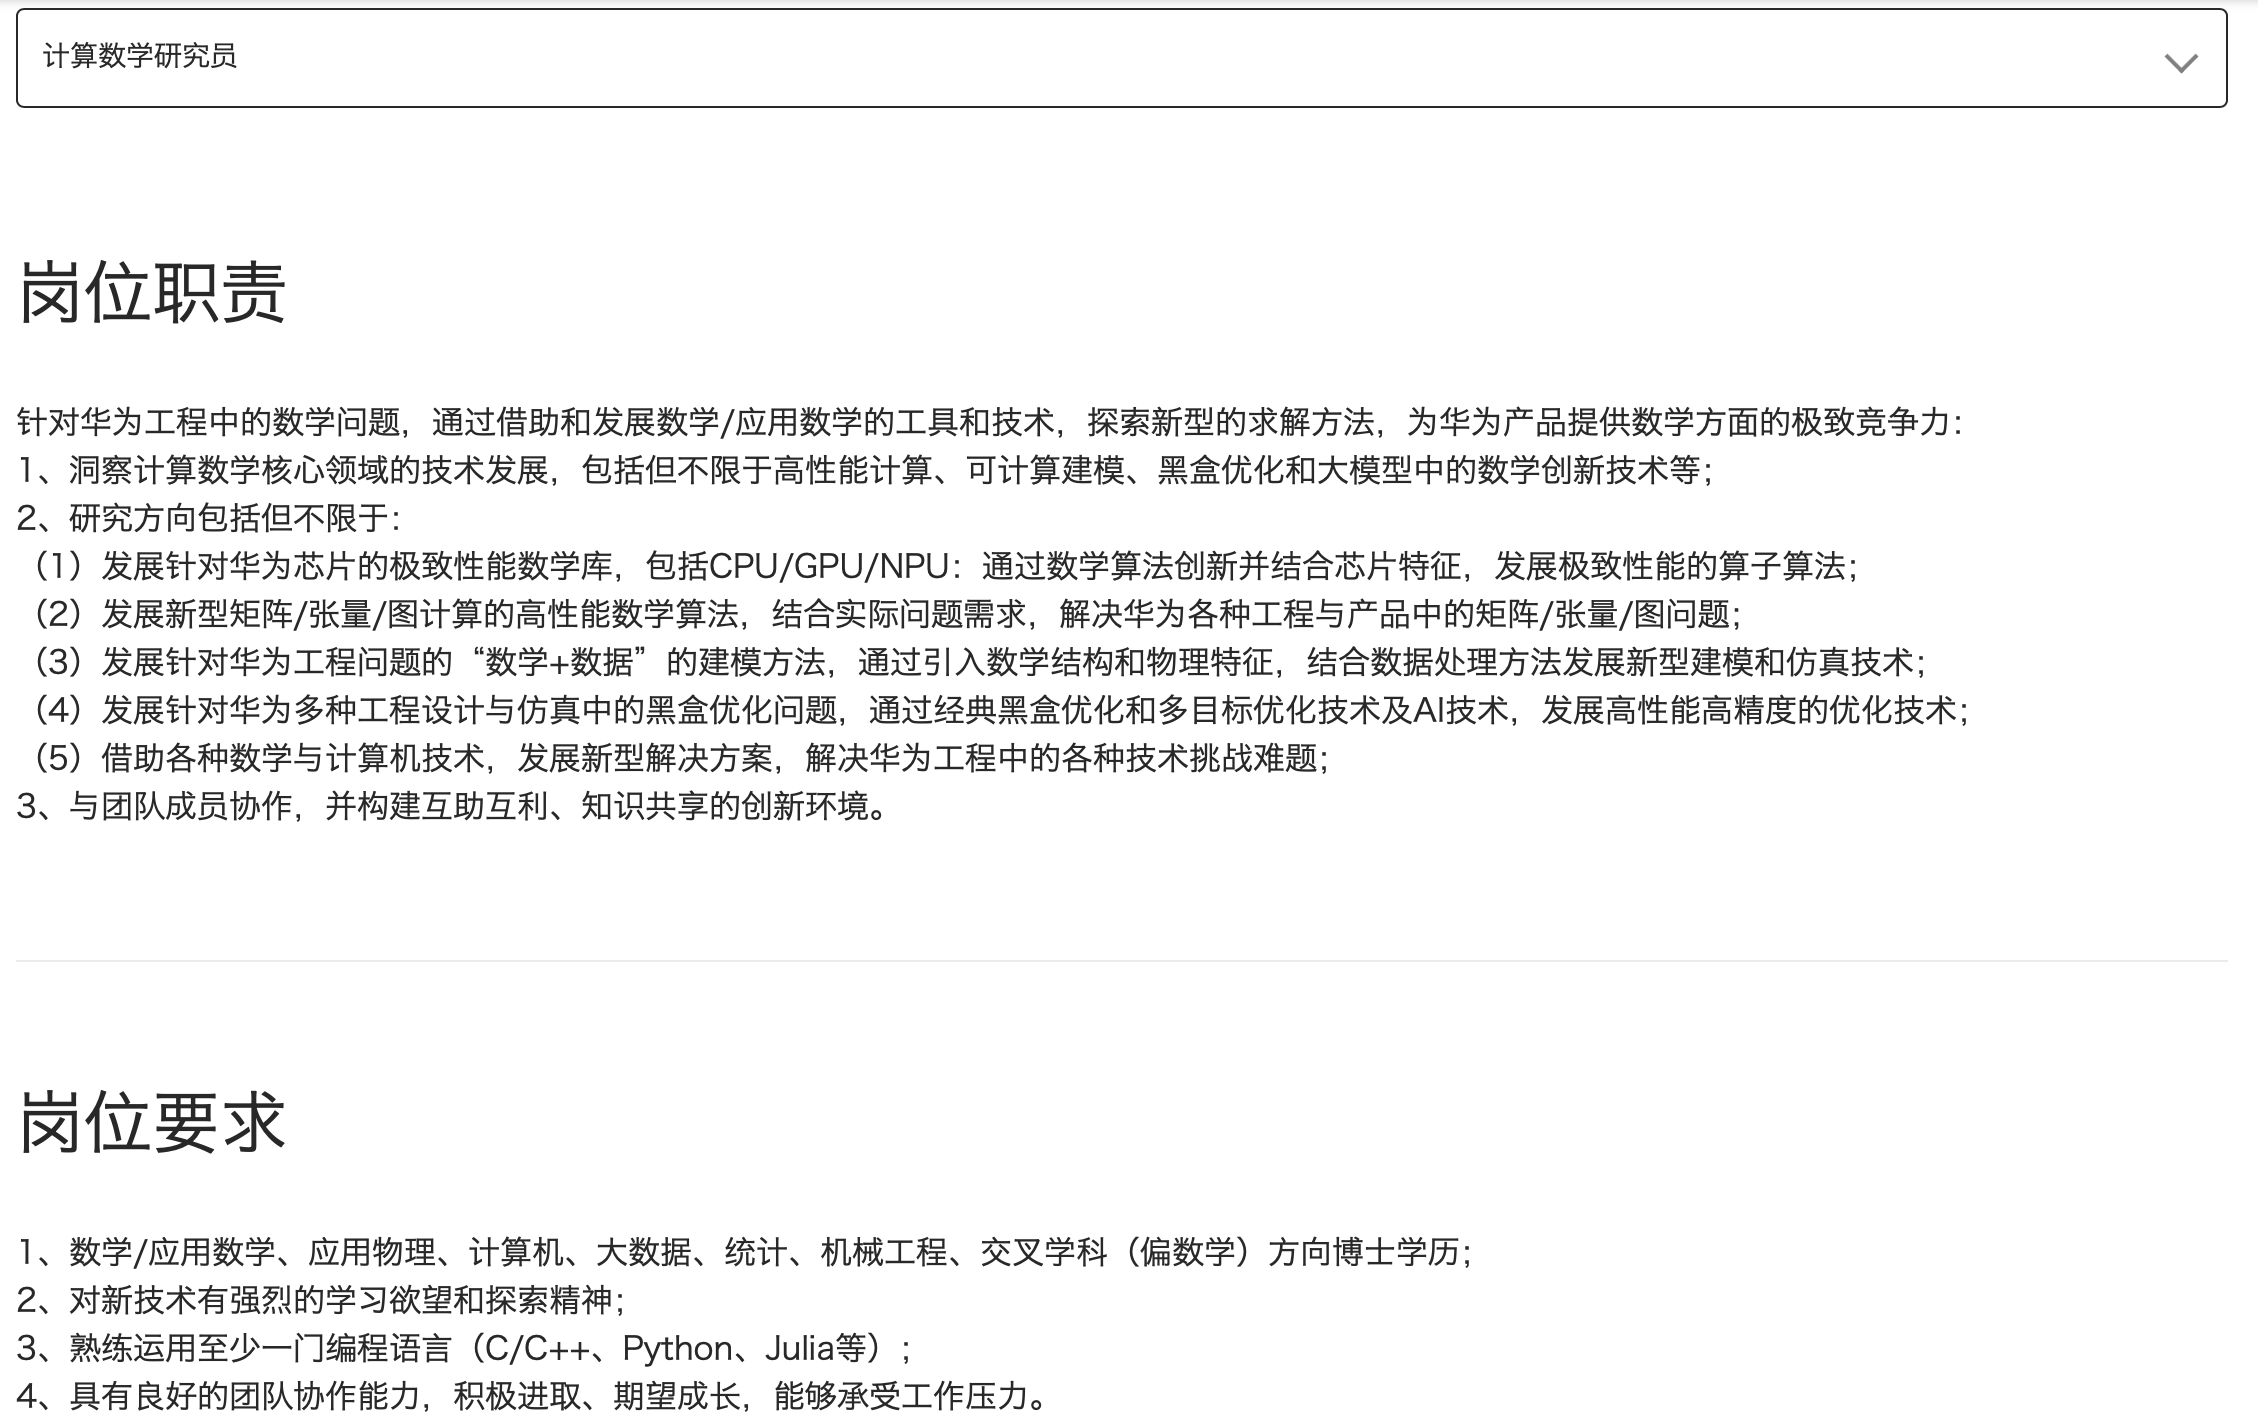 计算数学研究员
岗位职责
针对华为工程中的数学问题，通过借助和发展数学/应用数学的工具和技术，探索新型的求解方法，为华为产品提供数学方面的极致竞争力：
1、洞察计算数学核心领域的技术发展，包括但不限于高性能计算、可计算建模、黑盒优化和大模型中的数学创新技术等；
2、研究方向包括但不限于：
（1）发展针对华为芯片的极致性能数学库，包括CPU/GPU/NPU：通过数学算法创新并结合芯片特征，发展极致性能的算子算法；
（2）发展新型矩阵/张量/图计算的高性能数学算法，结合实际问题需求，解决华为各种工程与产品中的矩阵/张量/图问题；
（3）发展针对华为工程问题的“数学+数据”的建模方法，通过引入数学结构和物理特征，结合数据处理方法发展新型建模和仿真技术；
（4）发展针对华为多种工程设计与仿真中的黑盒优化问题，通过经典黑盒优化和多目标优化技术及AI技术，发展高性能高精度的优化技术；
（5）借助各种数学与计算机技术，发展新型解决方案，解决华为工程中的各种技术挑战难题；
3、与团队成员协作，并构建互助互利、知识共享的创新环境。
岗位要求
1、数学/应用数学、应用物理、计算机、大数据、统计、机械工程、交叉学科（偏数学）方向博士学历；
2、对新技术有强烈的学习欲望和探索精神；
3、熟练运用至少一门编程语言（C/C++、Python、Julia等）；
4、具有良好的团队协作能力，积极进取、期望成长，能够承受工作压力。